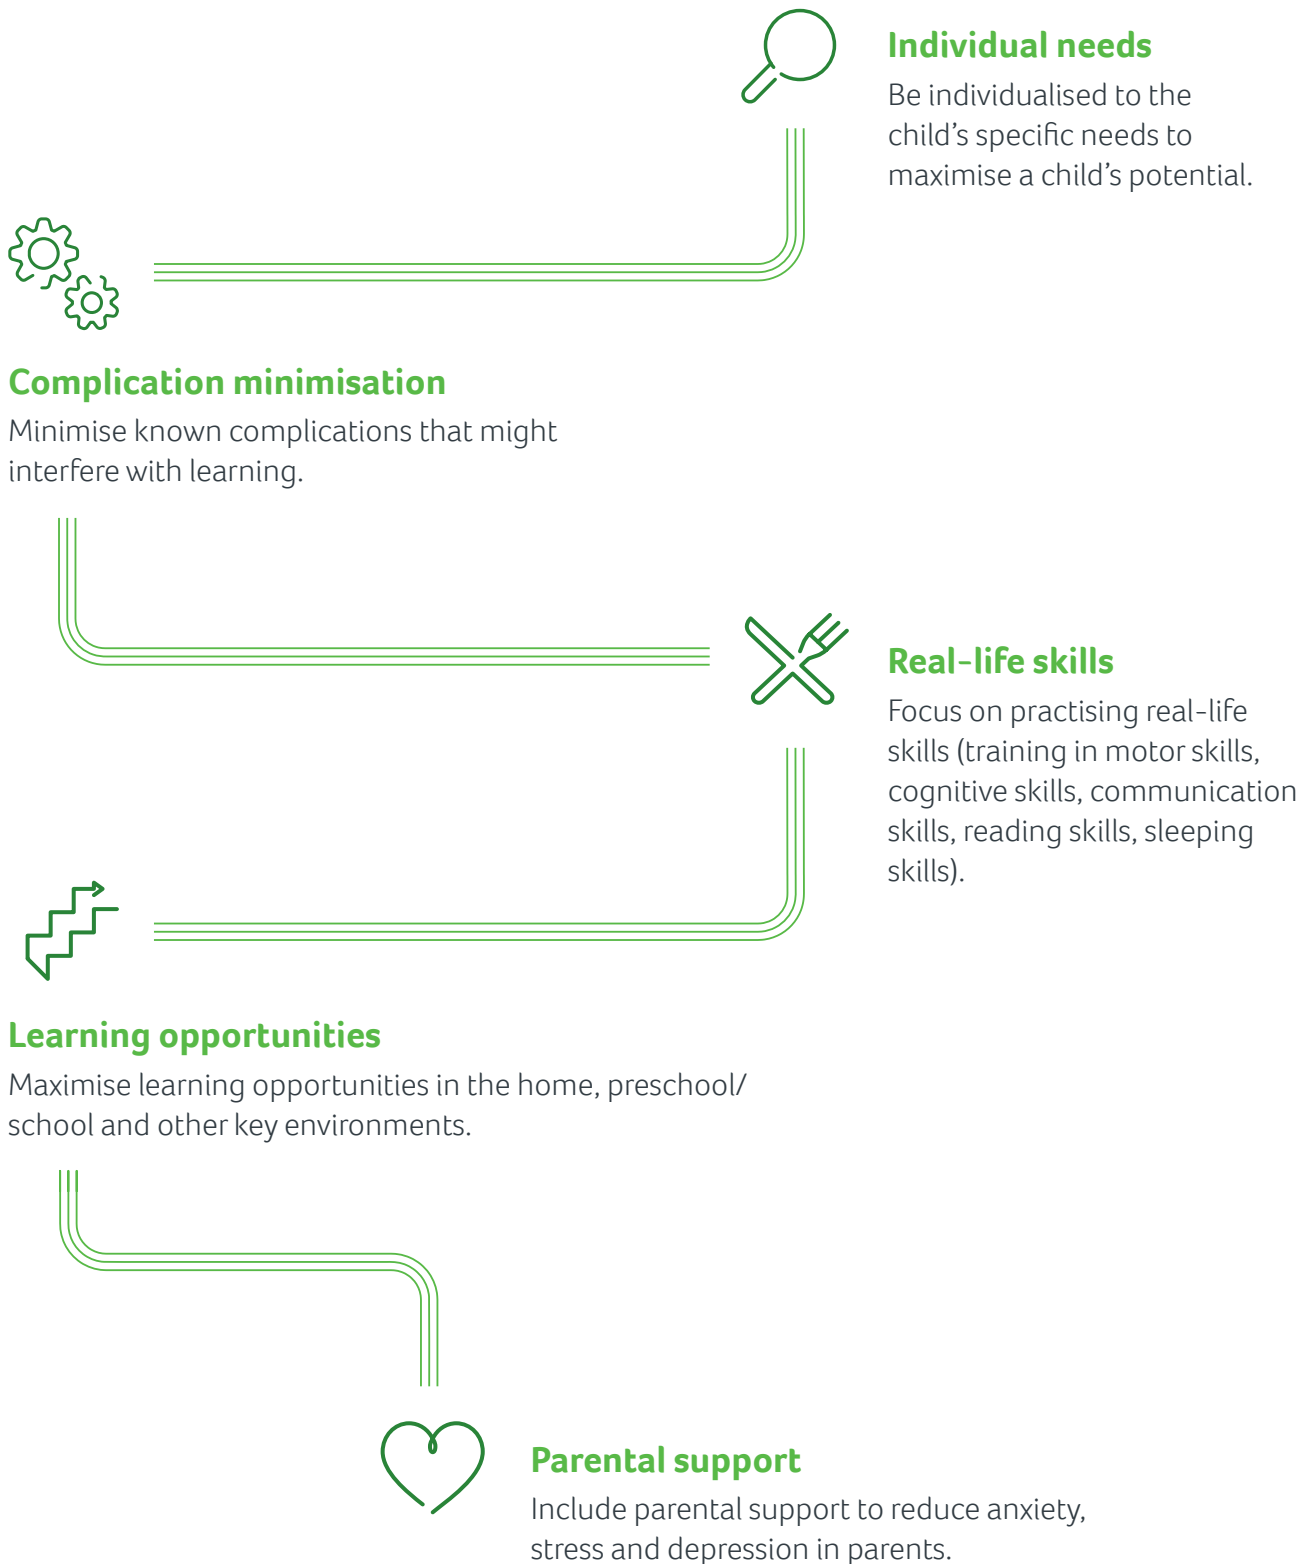 Individual needs
Be individualised to the
child’s specific needs to
maximise a child’s potential.
Complication minimisation
Minimise known complications that might
interfere with learning.
Real-life skills
Focus on practising real-life
skills (training in motor skills,
cognitive skills, communication
skills, reading skills, sleeping
skills).
Learning opportunities
Maximise learning opportunities in the home, preschool/
school and other key environments.
Parental support
Include parental support to reduce anxiety,
stress and depression in parents.